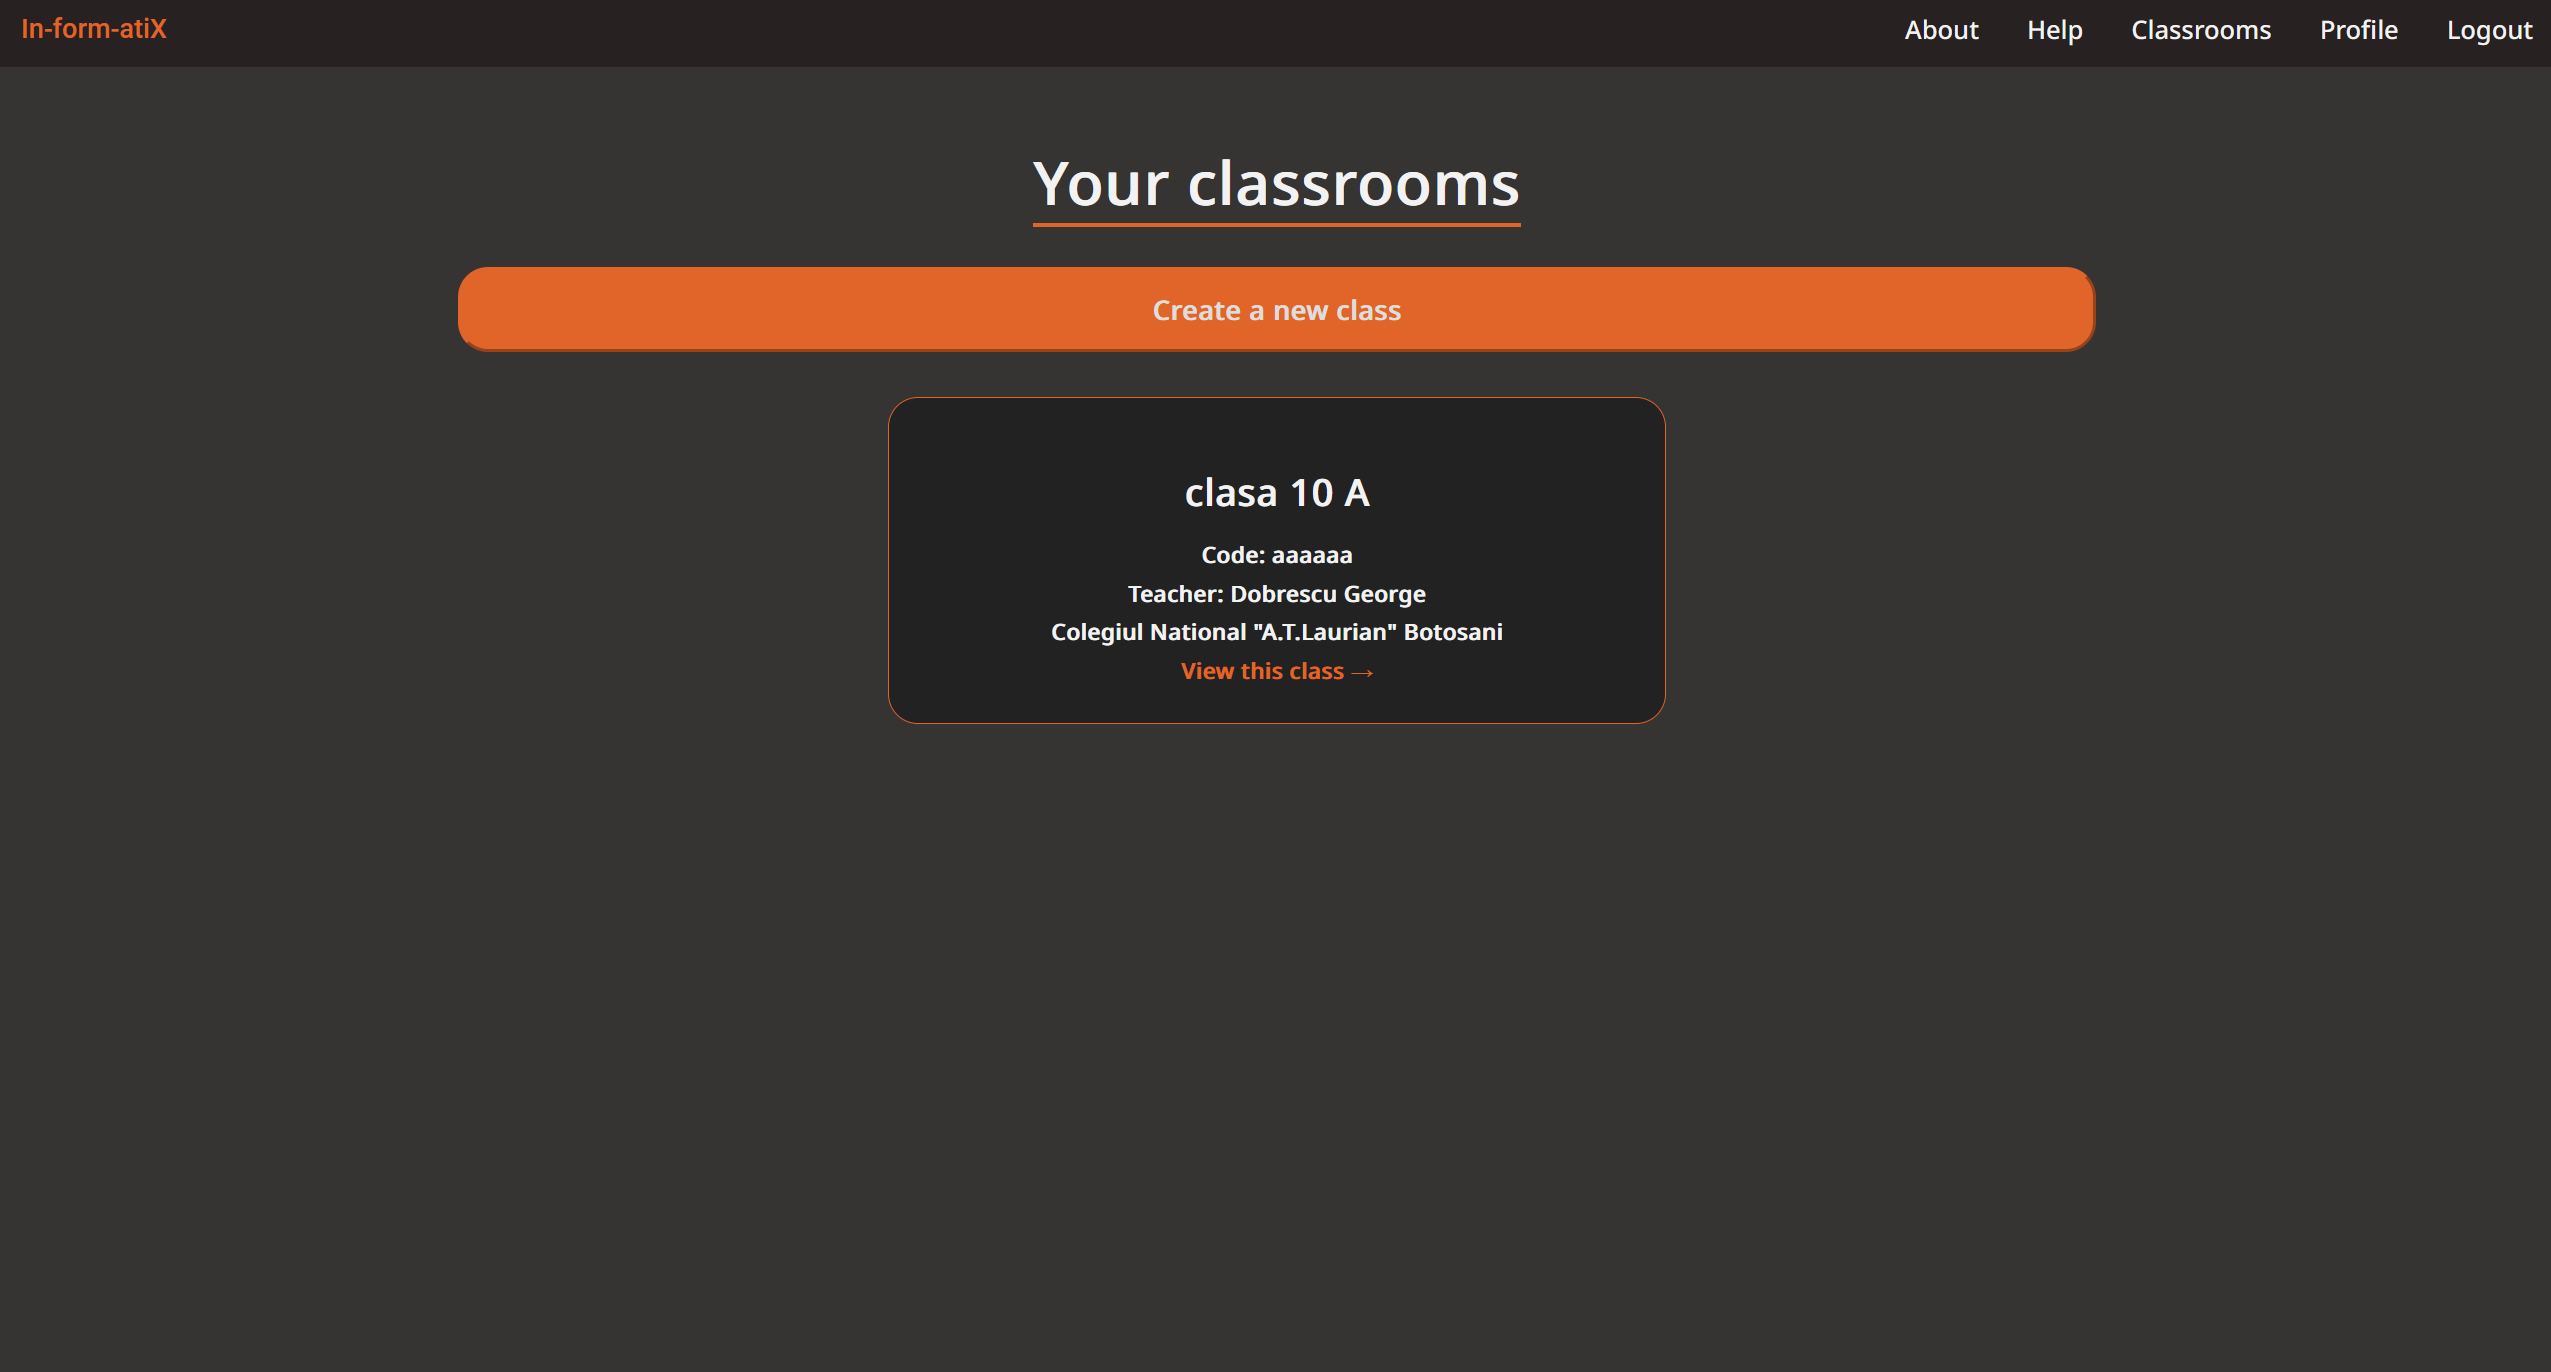 In-form-atiX
About Help Classrooms Profile Logout
Your classrooms
Create a new class
clasa 10 A
Code: aaaaaa
Teacher: Dobrescu George
Colegiul National "A.T.Laurian" Botosani
View this class →